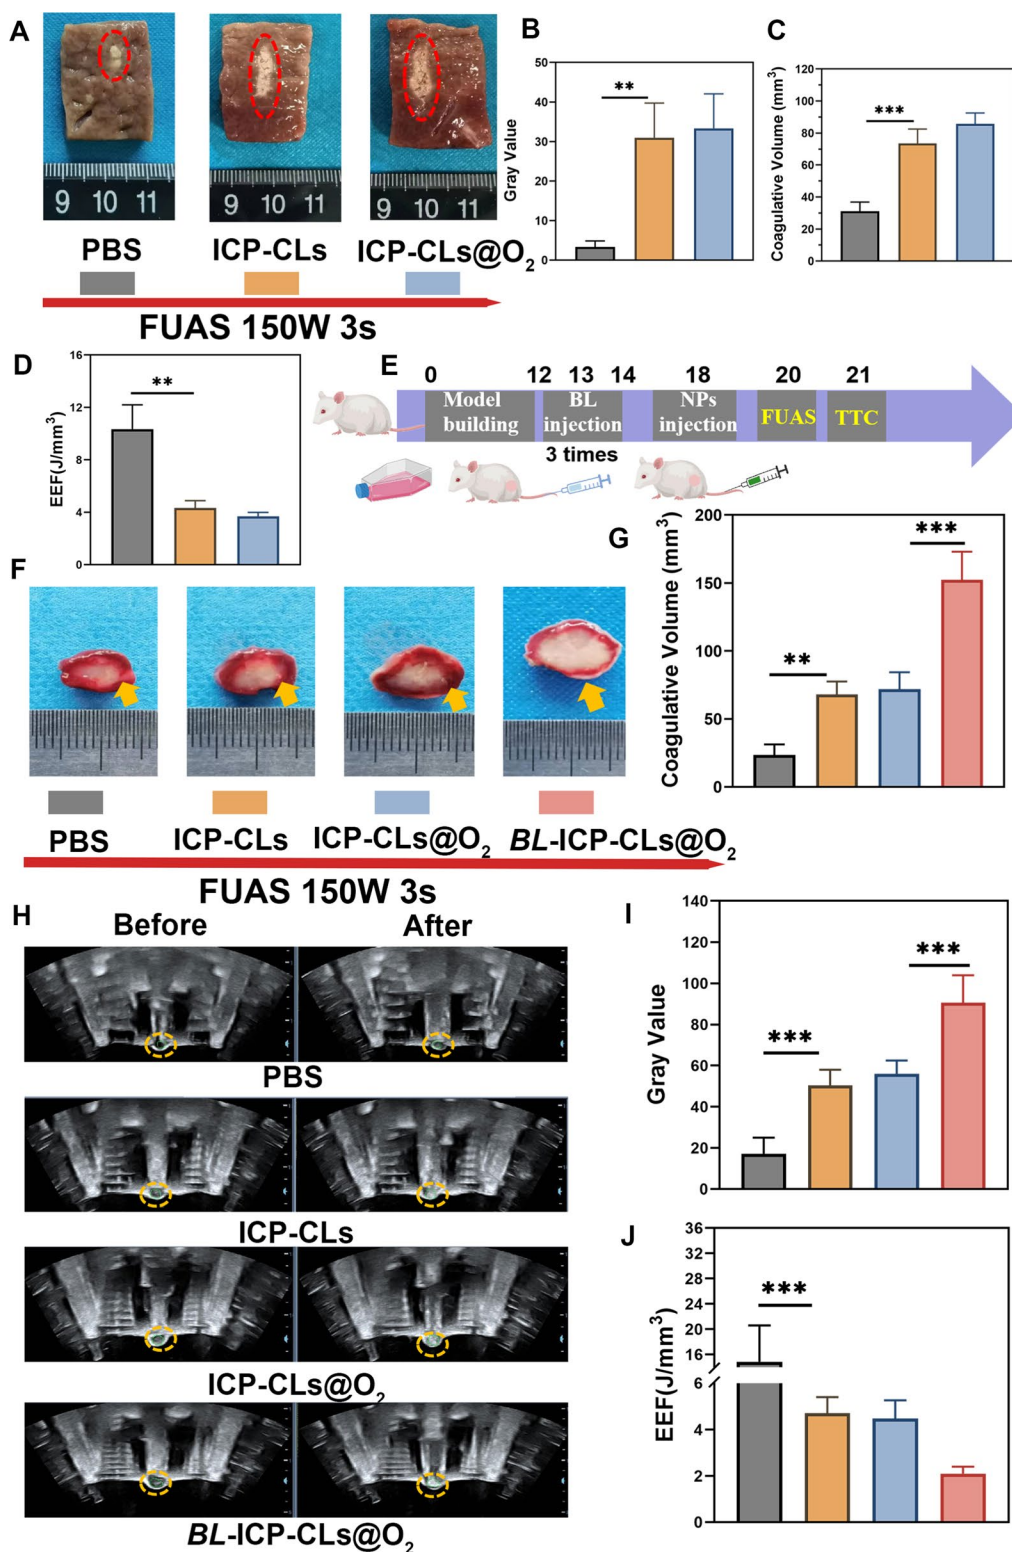 A
9 10 11
9 10 11
9 10 11
PBS
ICP-CLs
ICP-CLs@O2
FUAS 150W 3s
B
Gray Value
50
40
30
20
10
0
**
C
Coagulative Volume (mm³)
120
100
80
60
40
20
0
***
D
EEF(J/mm³)
16
12
8
4
0
**
E
0 12 13 14 18 20 21
Model building
BL injection
NPs injection
FUAS
TTC
3 times
F
PBS
ICP-CLs
ICP-CLs@O2
BL-ICP-CLs@O2
FUAS 150W 3s
G
Coagulative Volume (mm³)
200
150
100
50
0
**
***
H
Before
After
PBS
ICP-CLs
ICP-CLs@O2
BL-ICP-CLs@O2
I
Gray Value
140
120
100
80
60
40
20
0
***
***
J
EEF(J/mm³)
36
32
28
24
20
16
12
6
4
2
0
***